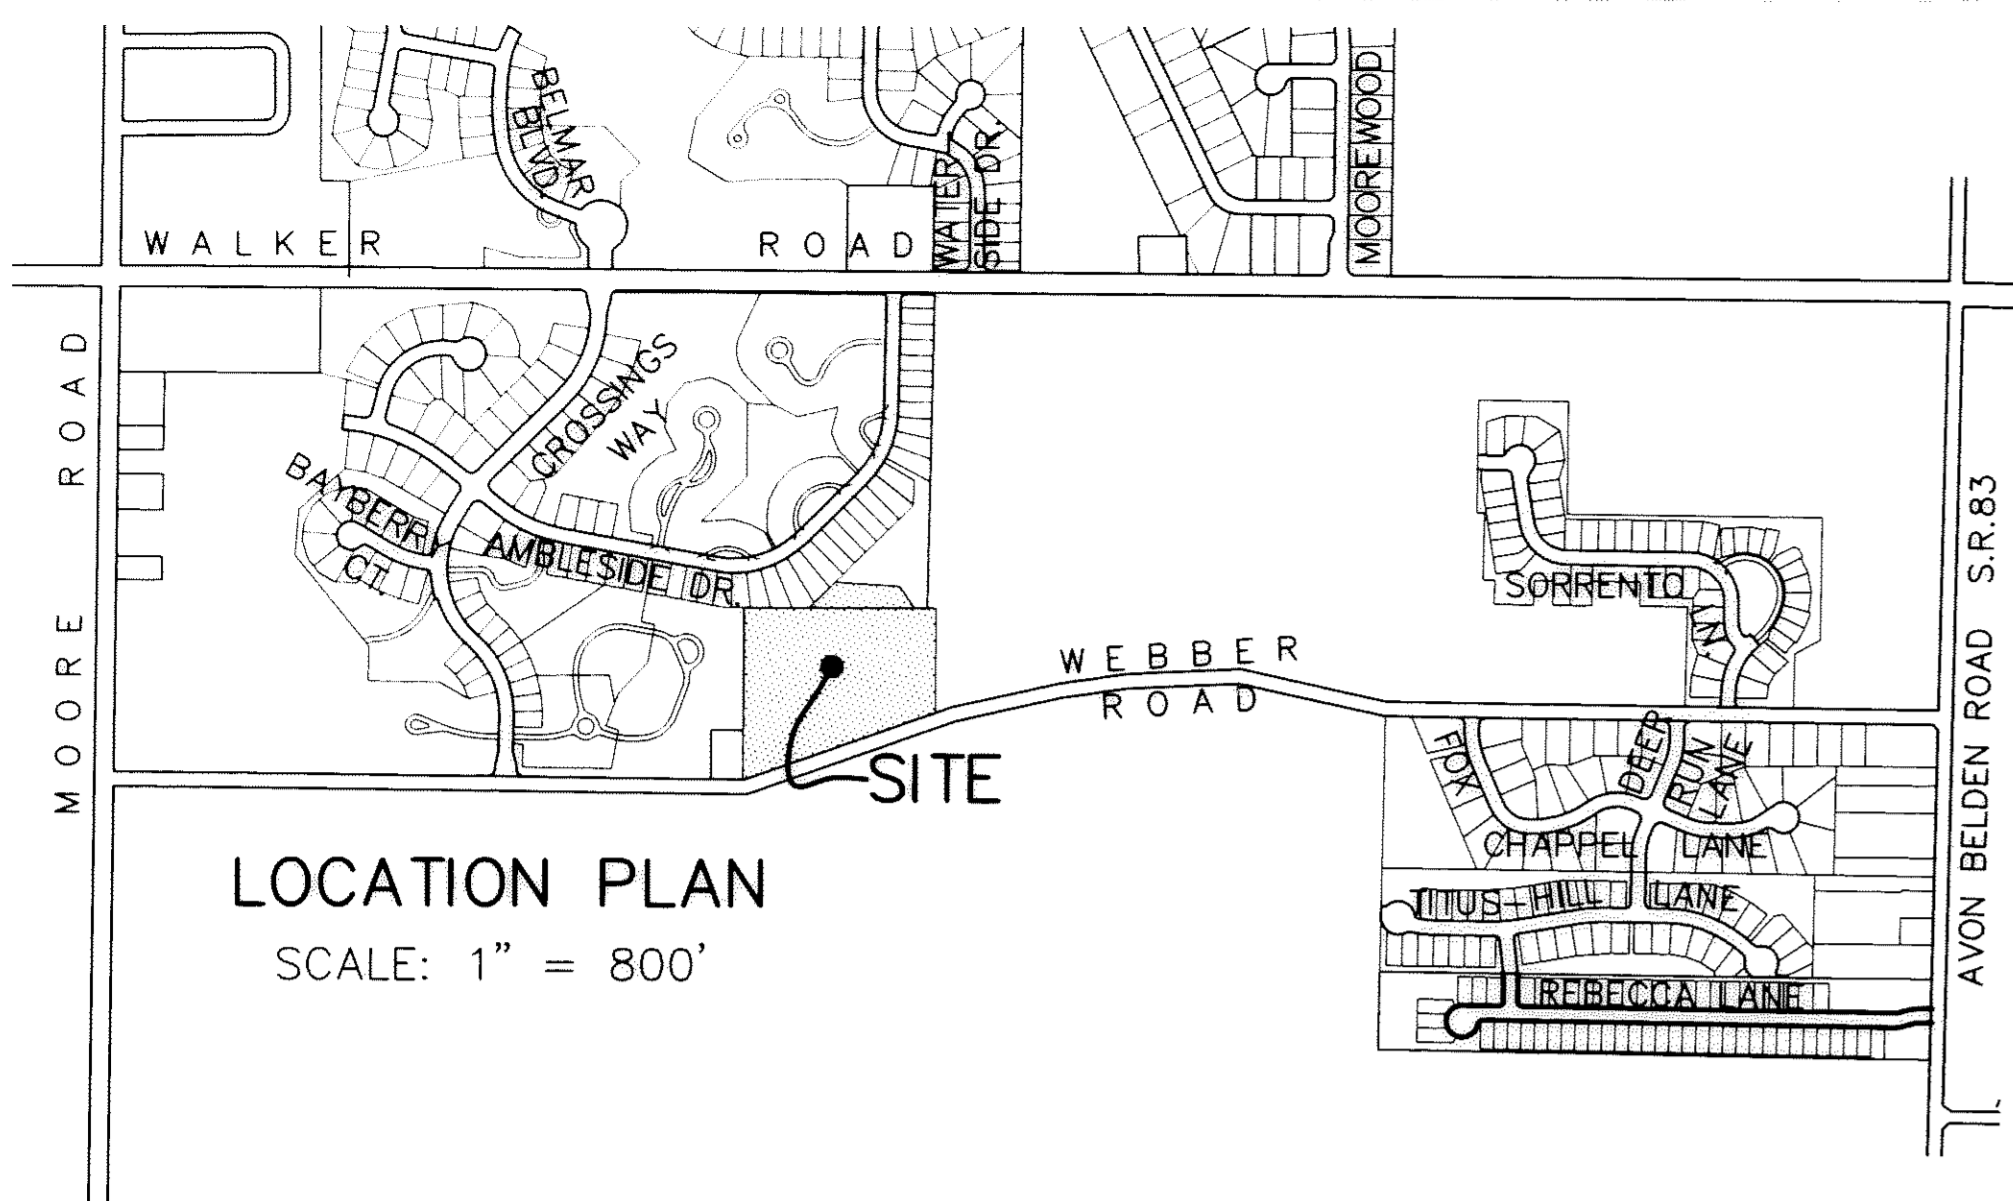 BELMAR
BLVD
WATER
SIDE DR.
MOOREWOOD
WALKER ROAD
MOORE ROAD
CROSSINGS
WAY
BAYBERRY
CT.
AMBLESIDE DR.
SORRENTO
LN.
WEBBER
ROAD
AVON BELDEN ROAD S.R.83
SITE
FOX
DEER
RUN
LANE
CHAPPEL LANE
TITUS-HILL LANE
REBECCA LANE
LOCATION PLAN
SCALE: 1" = 800'